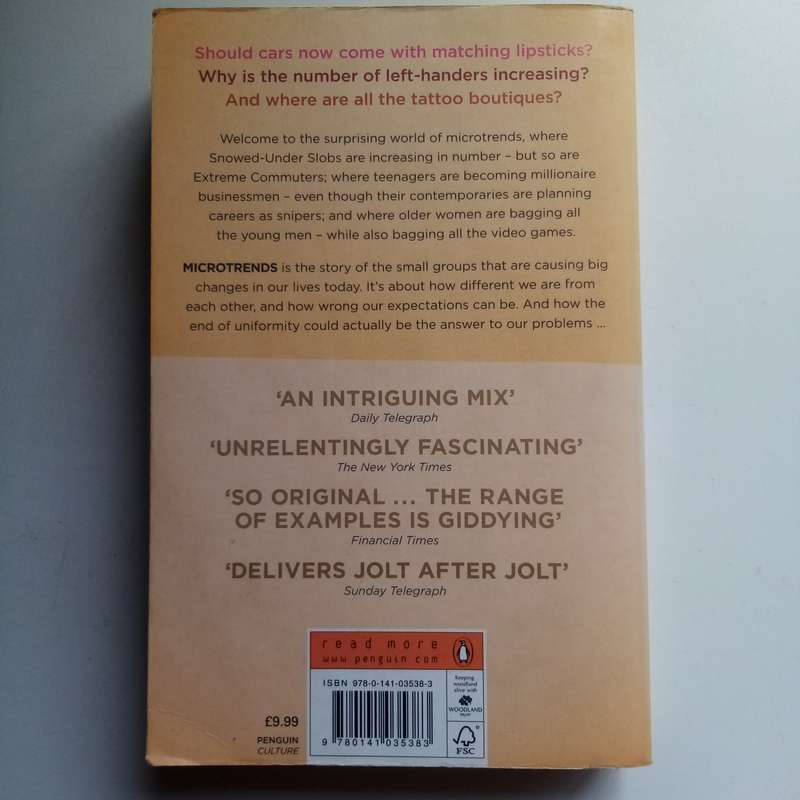 Should cars now come with matching lipsticks?
Why is the number of left-handers increasing?
And where are all the tattoo boutiques?
Welcome to the surprising world of microtrends, where
Snowed-Under Slobs are increasing in number – but so are
Extreme Commuters; where teenagers are becoming millionaire
businessmen – even though their contemporaries are planning
careers as snipers; and where older women are bagging all
the young men – while also bagging all the video games.
MICROTRENDS is the story of the small groups that are causing big
changes in our lives today. It's about how different we are from
each other, and how wrong our expectations can be. And how the
end of uniformity could actually be the answer to our problems ...
‘AN INTRIGUING MIX’
Daily Telegraph
‘UNRELENTINGLY FASCINATING’
The New York Times
‘SO ORIGINAL ... THE RANGE
OF EXAMPLES IS GIDDYING’
Financial Times
‘DELIVERS JOLT AFTER JOLT’
Sunday Telegraph
read more
www.penguin.com
ISBN 978-0-141-03538-3
9 780141 035383
Keeping
woodland
alive with
WOODLAND
TRUST
FSC
£9.99
PENGUIN
CULTURE